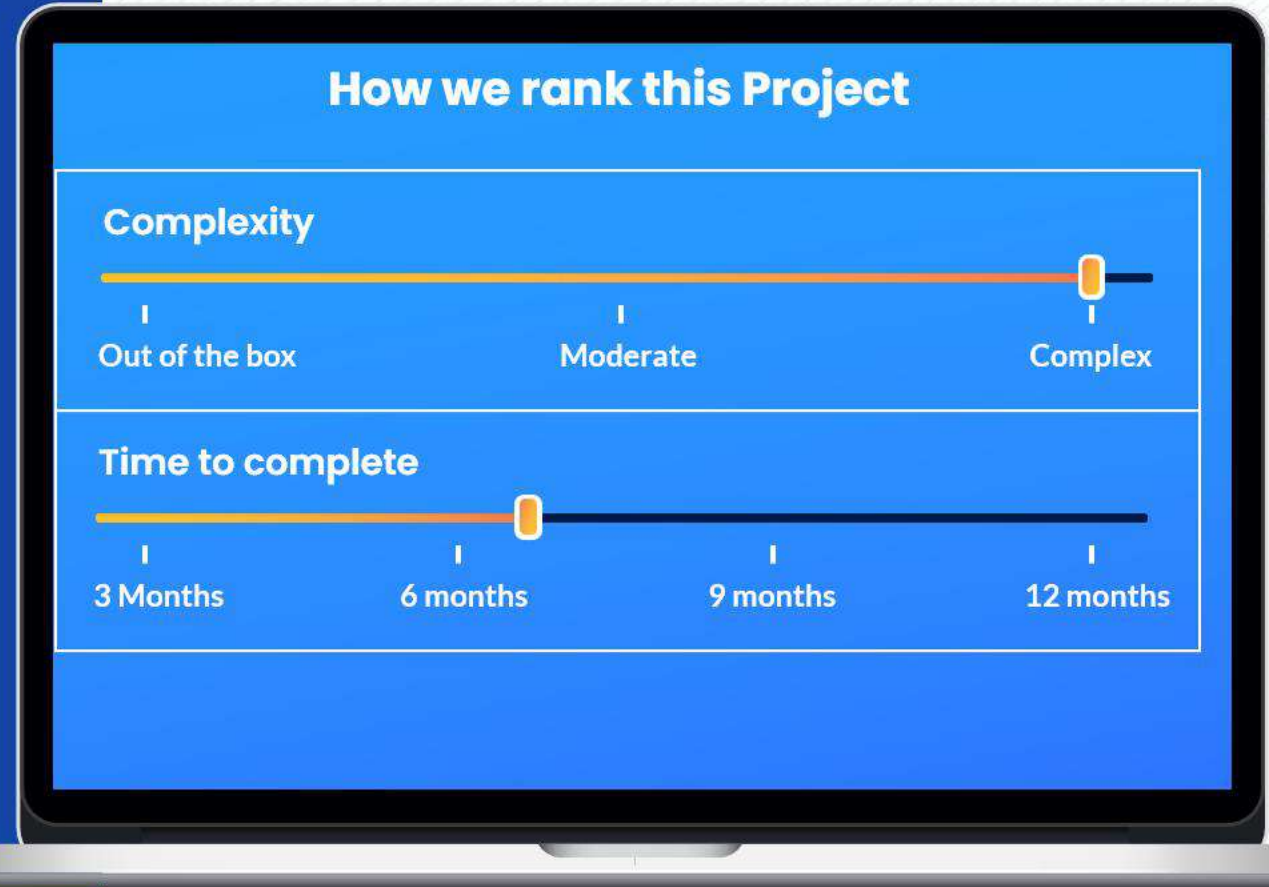 How we rank this Project
Complexity
Out of the box Moderate Complex
Time to complete
3 Months 6 months 9 months 12 months